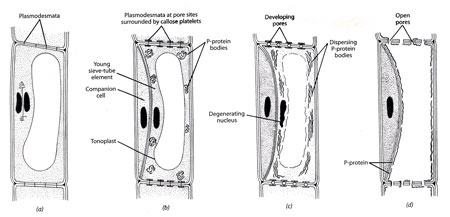 Plasmodesmata
Plasmodesmata at pore sites
surrounded by callose platelets
P-protein
bodies
Young
sieve-tube
element
Companion
cell
Tonoplast
Developing
pores
Dispersing
P-protein
bodies
Degenerating
nucleus
Open
pores
P-protein
(a)
(b)
(c)
(d)